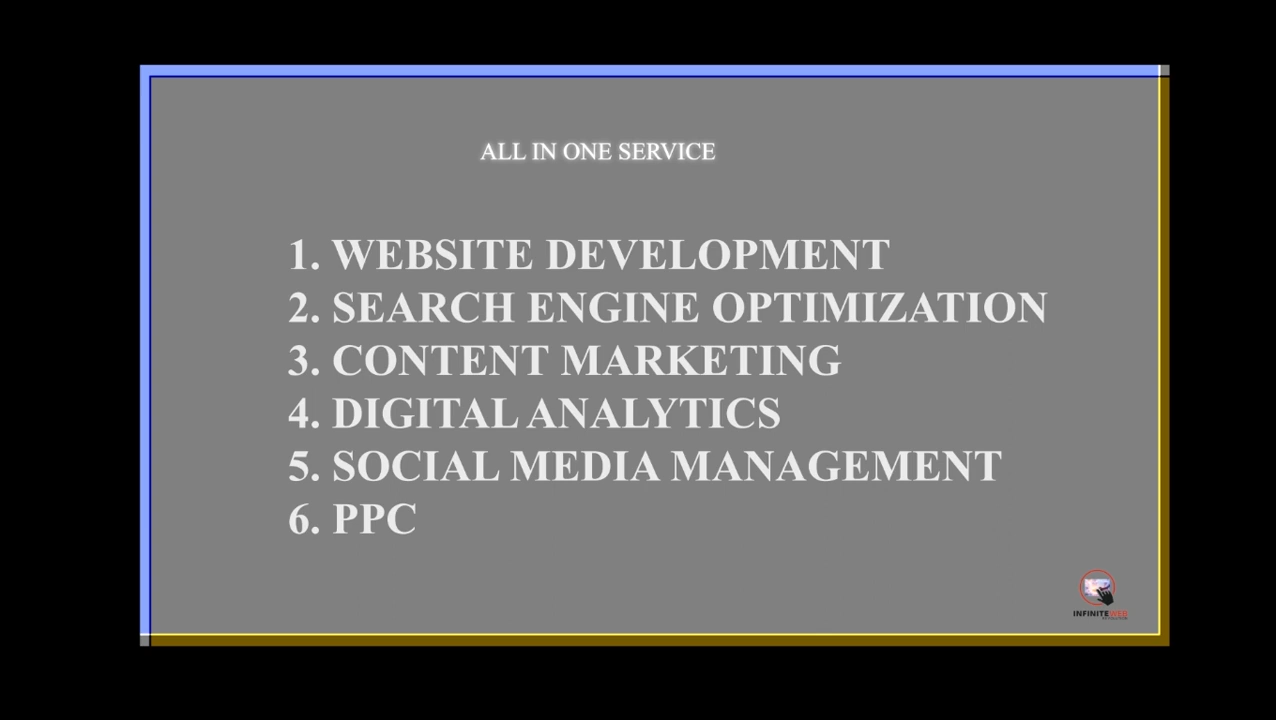 ALL IN ONE SERVICE
1. WEBSITE DEVELOPMENT
2. SEARCH ENGINE OPTIMIZATION
3. CONTENT MARKETING
4. DIGITAL ANALYTICS
5. SOCIAL MEDIA MANAGEMENT
6. PPC
INFINITEWEB